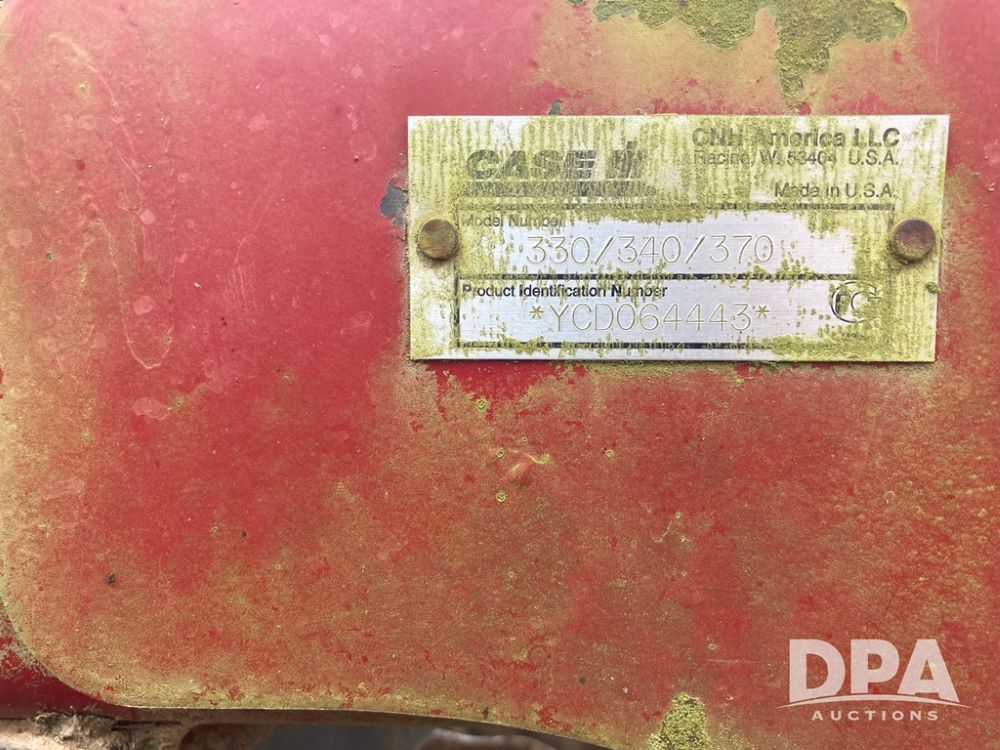 CASE IH
CNH America LLC
Racine, W. 53404 U.S.A.
Made in U.S.A.
Model Number
330/340/370
Product Identification Number
*YCD064443*
DPA
AUCTIONS